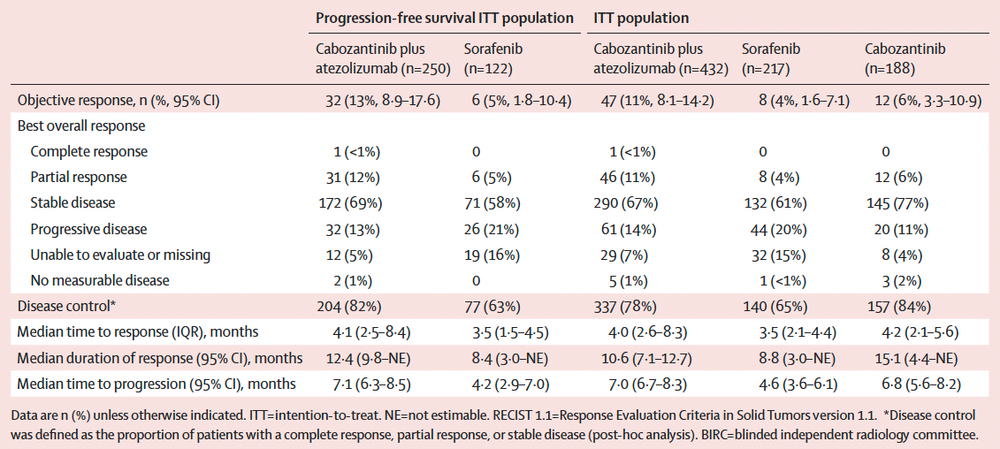 Progression-free survival ITT population ITT population
Cabozantinib plus atezolizumab (n=250) Sorafenib (n=122) Cabozantinib plus atezolizumab (n=432) Sorafenib (n=217) Cabozantinib (n=188)
Objective response, n (%, 95% CI) 32 (13%, 8·9–17·6) 6 (5%, 1·8–10·4) 47 (11%, 8·1–14·2) 8 (4%, 1·6–7·1) 12 (6%, 3·3–10·9)
Best overall response
Complete response 1 (<1%) 0 1 (<1%) 0 0
Partial response 31 (12%) 6 (5%) 46 (11%) 8 (4%) 12 (6%)
Stable disease 172 (69%) 71 (58%) 290 (67%) 132 (61%) 145 (77%)
Progressive disease 32 (13%) 26 (21%) 61 (14%) 44 (20%) 20 (11%)
Unable to evaluate or missing 12 (5%) 19 (16%) 29 (7%) 32 (15%) 8 (4%)
No measurable disease 2 (1%) 0 5 (1%) 1 (<1%) 3 (2%)
Disease control* 204 (82%) 77 (63%) 337 (78%) 140 (65%) 157 (84%)
Median time to response (IQR), months 4·1 (2·5–8·4) 3·5 (1·5–4·5) 4·0 (2·6–8·3) 3·5 (2·1–4·4) 4·2 (2·1–5·6)
Median duration of response (95% CI), months 12·4 (9·8–NE) 8·4 (3·0–NE) 10·6 (7·1–12·7) 8·8 (3·0–NE) 15·1 (4·4–NE)
Median time to progression (95% CI), months 7·1 (6·3–8·5) 4·2 (2·9–7·0) 7·0 (6·7–8·3) 4·6 (3·6–6·1) 6·8 (5·6–8·2)
Data are n (%) unless otherwise indicated. ITT=intention-to-treat. NE=not estimable. RECIST 1.1=Response Evaluation Criteria in Solid Tumors version 1.1. *Disease control
was defined as the proportion of patients with a complete response, partial response, or stable disease (post-hoc analysis). BIRC=blinded independent radiology committee.